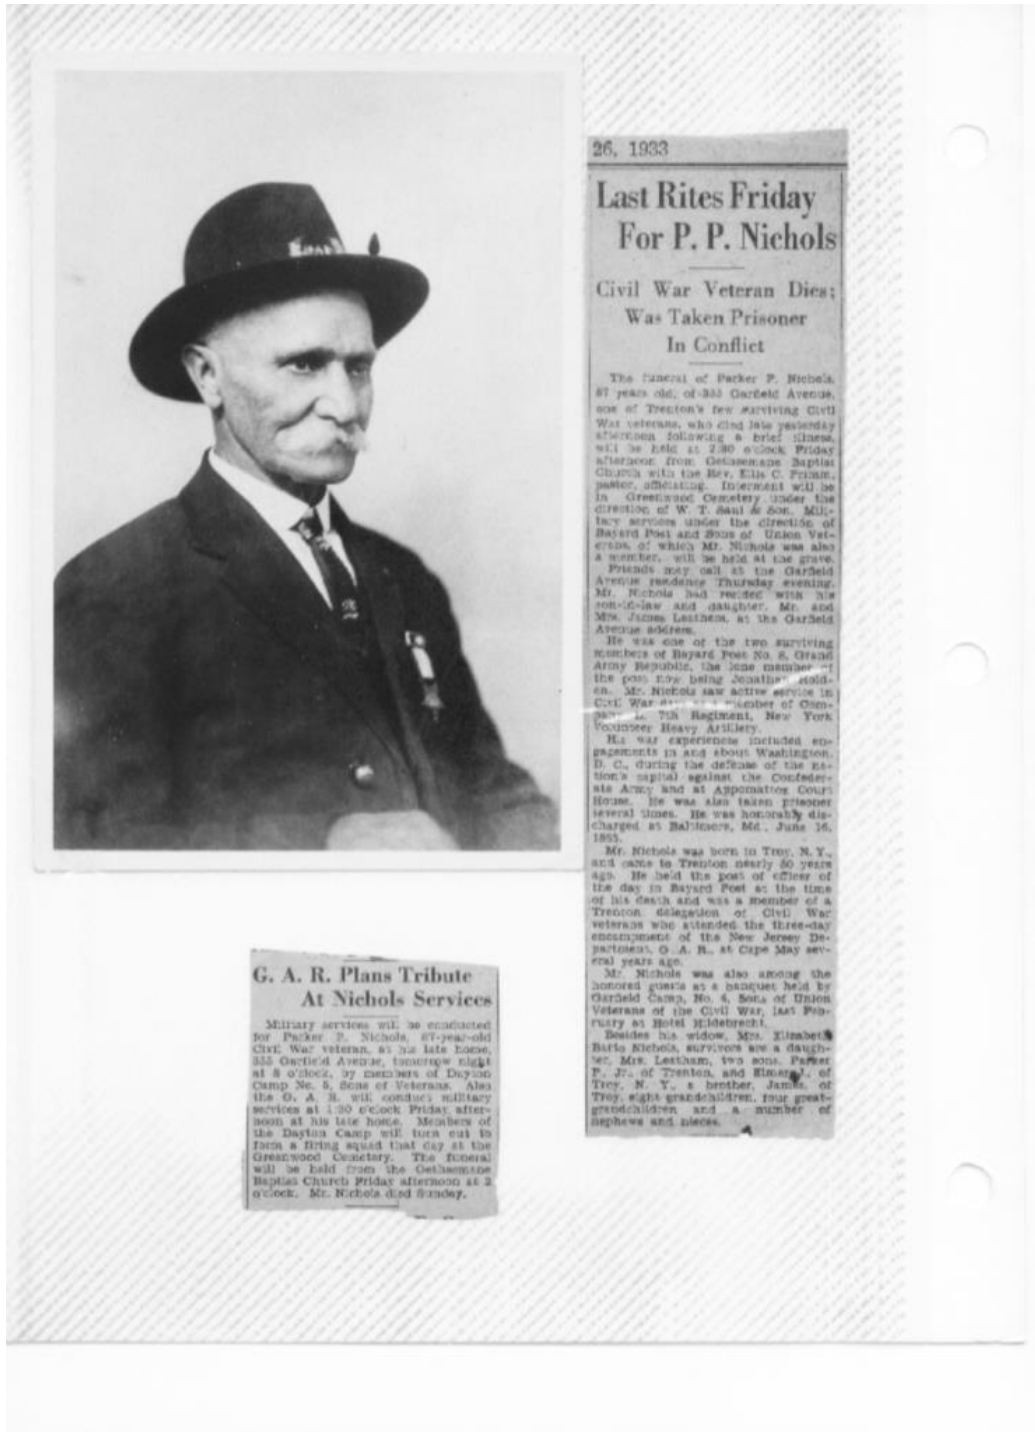 26, 1933
Last Rites Friday
For P. P. Nichols
Civil War Veteran Dies;
Was Taken Prisoner
In Conflict
The funeral of Parker P. Nichols,
87 years old, of 333 Garfield Avenue,
one of Trenton's few surviving Civil
War veterans, who died late yesterday
afternoon following a brief illness,
will be held at 2:30 o'clock Friday
afternoon from Gethsemane Baptist
Church with the Rev. Ellis C. Primm,
pastor, officiating. Interment will be
in Greenwood Cemetery under the
direction of W. T. Saul & Son. Mili-
tary services under the direction of
Bayard Post and Sons of Union Vet-
erans, of which Mr. Nichols was also
a member, will be held at the grave.
Friends may call at the Garfield
Avenue residence Thursday evening.
Mr. Nichols had resided with his
son-in-law and daughter, Mr. and
Mrs. James Leatham, at the Garfield
Avenue address.
He was one of the two surviving
members of Bayard Post No. 8, Grand
Army Republic, the lone member of
the post now being Jonathan Hold-
en. Mr. Nichols saw active service in
Civil War days as a member of Com-
pany 7th Regiment, New York
Volunteer Heavy Artillery.
His war experiences included en-
gagements in and about Washington,
D. C., during the defense of the na-
tion's capital against the Confeder-
ate Army and at Appomattox Court
House. He was also taken prisoner
several times. He was honorably dis-
charged at Baltimore, Md., June 16,
1865.
Mr. Nichols was born in Troy, N. Y.,
and came to Trenton nearly 50 years
ago. He held the post of officer of
the day in Bayard Post at the time
of his death and was a member of a
Trenton delegation of Civil War
veterans who attended the three-day
encampment of the New Jersey De-
partment, G. A. R., at Cape May sev-
eral years ago.
Mr. Nichols was also among the
honored guests at a banquet held by
Garfield Camp, No. 4, Sons of Union
Veterans of the Civil War, last Feb-
ruary at Hotel Hildebrecht.
Besides his widow, Mrs. Elizabeth
Barto Nichols, survivors are a daugh-
ter, Mrs. Leatham, two sons, Parker
P., Jr., of Trenton, and Elmer J., of
Troy, N. Y., a brother, James, of
Troy, eight grandchildren, four great-
grandchildren and a number of
nephews and nieces.
G. A. R. Plans Tribute
At Nichols Services
Military services will be conducted
for Parker P. Nichols, 87-year-old
Civil War veteran, at his late home,
333 Garfield Avenue, tomorrow night
at 8 o'clock, by members of Dayton
Camp No. 5, Sons of Veterans. Also
the G. A. R. will conduct military
services at 1:30 o'clock Friday after-
noon at his late home. Members of
the Dayton Camp will turn out to
form a firing squad that day at the
Greenwood Cemetery. The funeral
will be held from the Gethsemane
Baptist Church Friday afternoon at 2
o'clock. Mr. Nichols died Sunday.